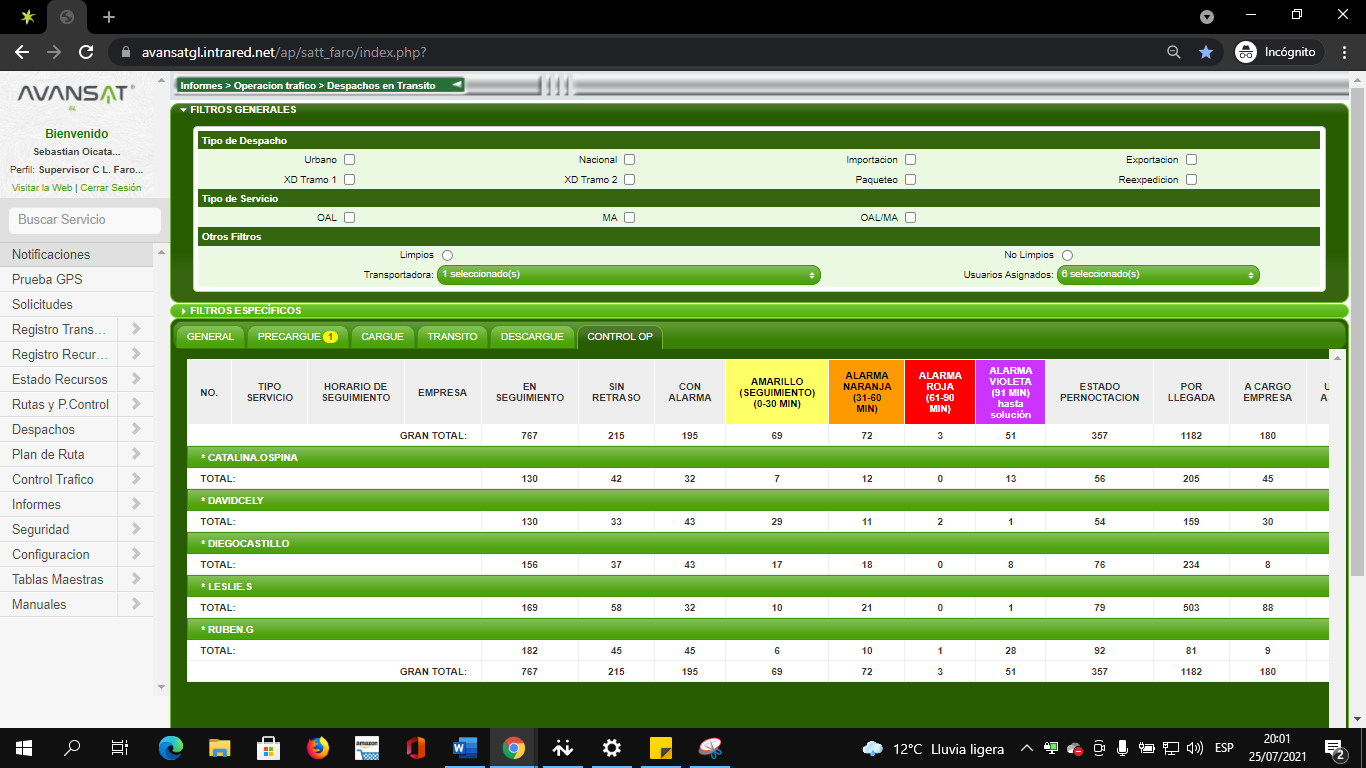 avansatgl.intrared.net/ap/satt_faro/index.php?
Incógnito
AVANSAT
GL
Bienvenido
Sebastian Oicata...
Perfil: Supervisor C L. Faro...
Visitar la Web | Cerrar Sesión
Buscar Servicio
Notificaciones
Prueba GPS
Solicitudes
Registro Trans...
Registro Recur...
Estado Recursos
Rutas y P.Control
Despachos
Plan de Ruta
Control Trafico
Informes
Seguridad
Configuracion
Tablas Maestras
Manuales
Informes > Operacion trafico > Despachos en Transito
FILTROS GENERALES
Tipo de Despacho
Urbano Nacional Importacion Exportacion
XD Tramo 1 XD Tramo 2 Paqueteo Reexpedicion
Tipo de Servicio
OAL MA OAL/MA
Otros Filtros
Limpios No Limpios
Transportadora: 1 seleccionado(s) Usuarios Asignados: 6 seleccionado(s)
FILTROS ESPECÍFICOS
GENERAL PRECARGUE 1 CARGUE TRANSITO DESCARGUE CONTROL OP
NO. TIPO SERVICIO HORARIO DE SEGUIMIENTO EMPRESA EN SEGUIMIENTO SIN RETRASO CON ALARMA AMARILLO (SEGUIMIENTO) (0-30 MIN) ALARMA NARANJA (31-60 MIN) ALARMA ROJA (61-90 MIN) ALARMA VIOLETA (91 MIN) hasta solución ESTADO PERNOCTACION POR LLEGADA A CARGO EMPRESA
GRAN TOTAL: 767 215 195 69 72 3 51 357 1182 180
* CATALINA.OSPINA
TOTAL: 130 42 32 7 12 0 13 56 205 45
* DAVIDCELY
TOTAL: 130 33 43 29 11 2 1 54 159 30
* DIEGOCASTILLO
TOTAL: 156 37 43 17 18 0 8 76 234 8
* LESLIE.S
TOTAL: 169 58 32 10 21 0 1 79 503 88
* RUBEN.G
TOTAL: 182 45 45 6 10 1 28 92 81 9
GRAN TOTAL: 767 215 195 69 72 3 51 357 1182 180
12°C Lluvia ligera
ESP
20:01
25/07/2021
2